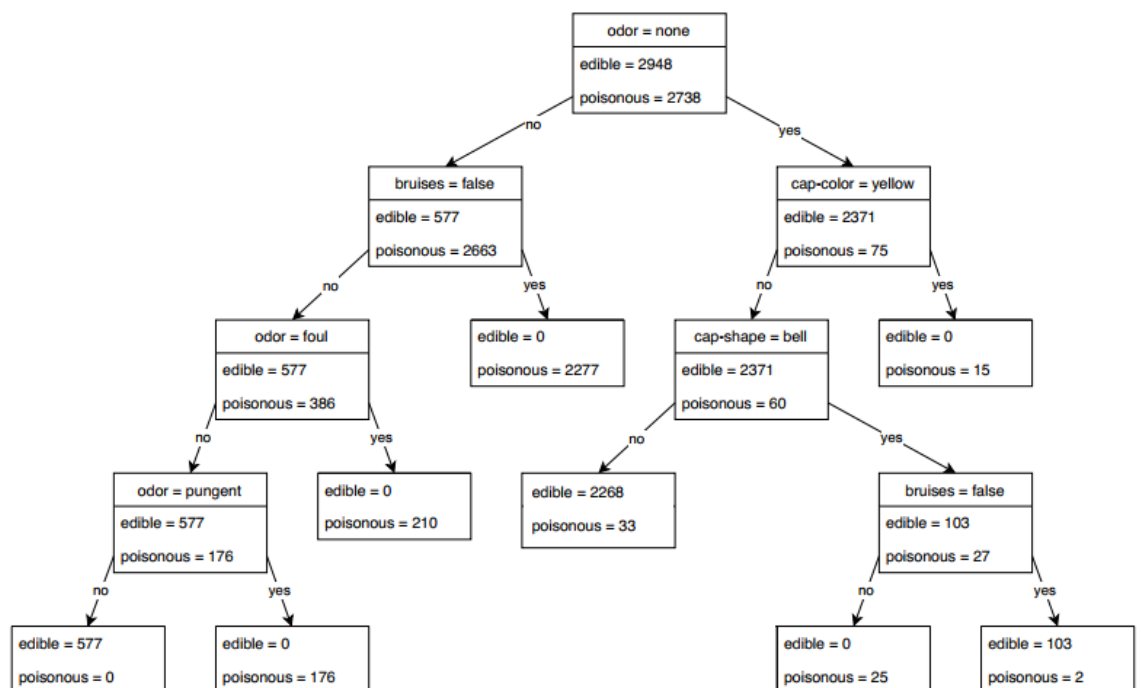 odor = none
edible = 2948
poisonous = 2738
no
yes
bruises = false
edible = 577
poisonous = 2663
cap-color = yellow
edible = 2371
poisonous = 75
no
yes
no
yes
odor = foul
edible = 577
poisonous = 386
edible = 0
poisonous = 2277
cap-shape = bell
edible = 2371
poisonous = 60
edible = 0
poisonous = 15
no
yes
no
yes
odor = pungent
edible = 577
poisonous = 176
edible = 0
poisonous = 210
edible = 2268
poisonous = 33
bruises = false
edible = 103
poisonous = 27
no
yes
no
yes
edible = 577
poisonous = 0
edible = 0
poisonous = 176
edible = 0
poisonous = 25
edible = 103
poisonous = 2